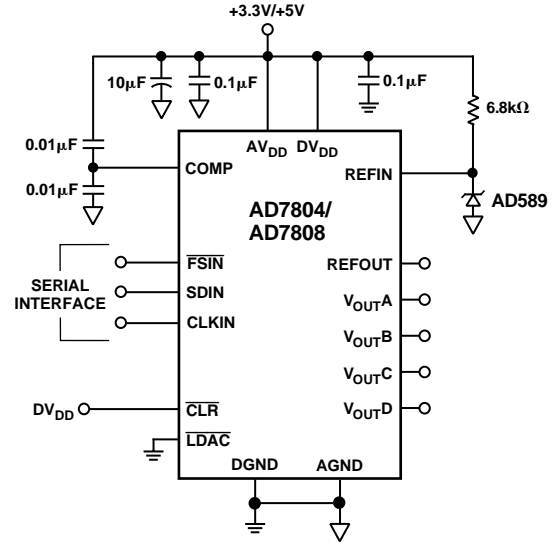 +3.3V/+5V
10μF
0.1μF
0.1μF
6.8kΩ
0.01μF
0.01μF
AVDD DVDD
COMP
REFIN
AD589
AD7804/
AD7808
FSIN
SDIN
CLKIN
SERIAL
INTERFACE
REFOUT
VOUTA
VOUTB
VOUTC
VOUTD
DVDD
CLR
LDAC
DGND AGND